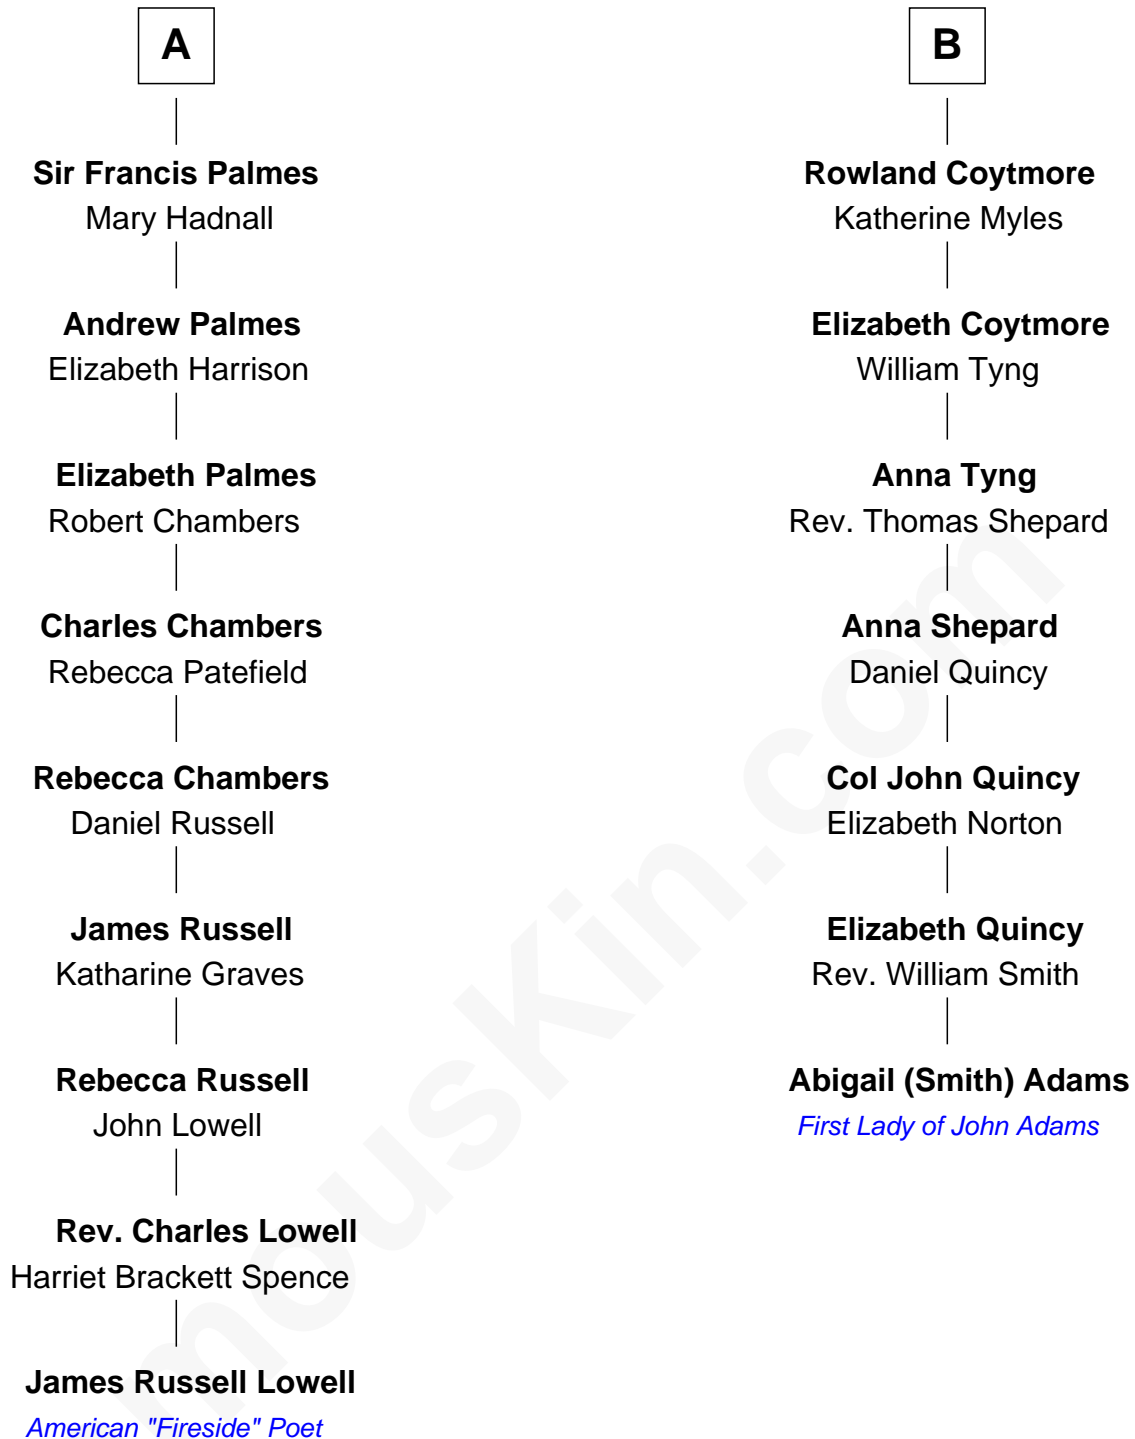 A
Sir Francis Palmes
Mary Hadnall
Andrew Palmes
Elizabeth Harrison
Elizabeth Palmes
Robert Chambers
Charles Chambers
Rebecca Patefield
Rebecca Chambers
Daniel Russell
James Russell
Katharine Graves
Rebecca Russell
John Lowell
Rev. Charles Lowell
Harriet Brackett Spence
James Russell Lowell
American "Fireside" Poet
B
Rowland Coytmore
Katherine Myles
Elizabeth Coytmore
William Tyng
Anna Tyng
Rev. Thomas Shepard
Anna Shepard
Daniel Quincy
Col John Quincy
Elizabeth Norton
Elizabeth Quincy
Rev. William Smith
Abigail (Smith) Adams
First Lady of John Adams
mousKin.com